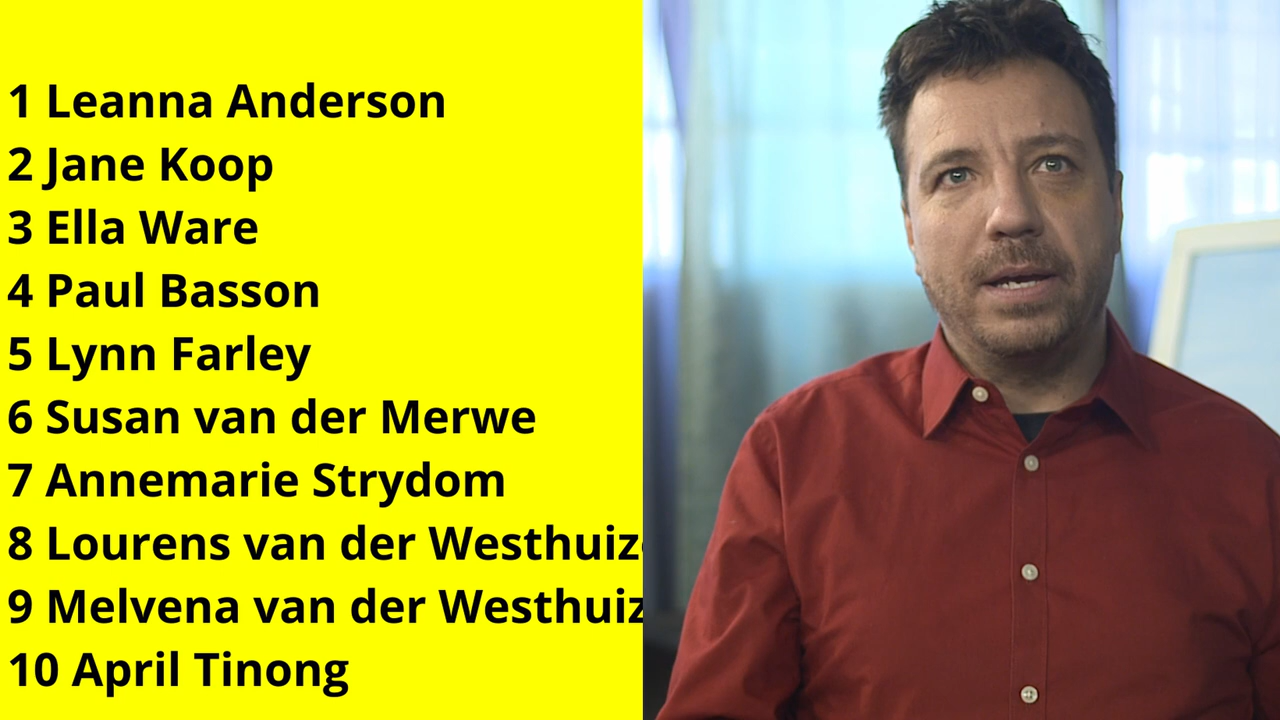 1 Leanna Anderson
2 Jane Koop
3 Ella Ware
4 Paul Basson
5 Lynn Farley
6 Susan van der Merwe
7 Annemarie Strydom
8 Lourens van der
9 Melvena van der
10 April Tinong